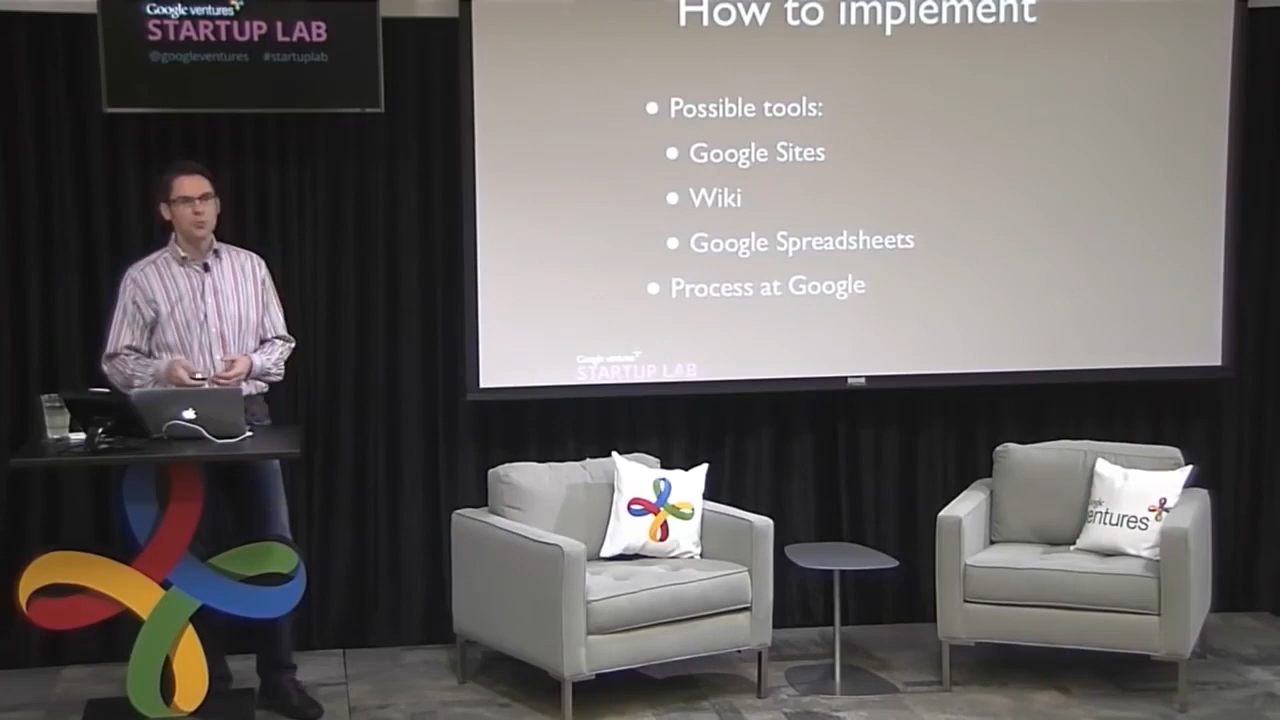 Google ventures
STARTUP LAB
@googleventures #startuplab
How to implement
• Possible tools:
• Google Sites
• Wiki
• Google Spreadsheets
• Process at Google
Google ventures
STARTUP LAB
entures